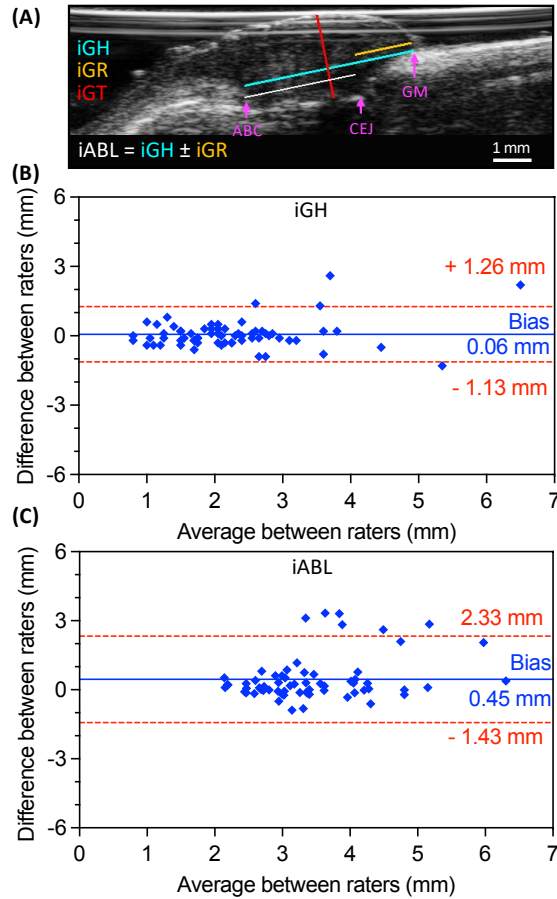 (A)
iGH
iGR
iGT
ABC
CEJ
GM
iABL = iGH ± iGR
1 mm
(B)
iGH
Difference between raters (mm)
6
3
0
-3
-6
+ 1.26 mm
Bias
0.06 mm
- 1.13 mm
0 1 2 3 4 5 6 7
Average between raters (mm)
(C)
iABL
Difference between raters (mm)
6
3
0
-3
-6
2.33 mm
Bias
0.45 mm
- 1.43 mm
0 1 2 3 4 5 6 7
Average between raters (mm)